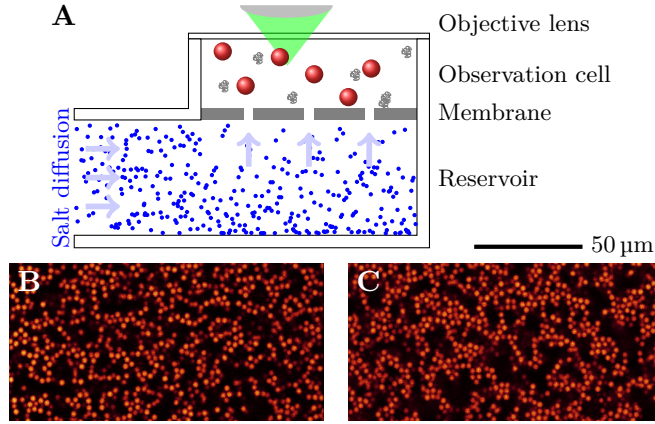 A
Objective lens
Observation cell
Membrane
Salt diffusion
Reservoir
50 µm
B
C